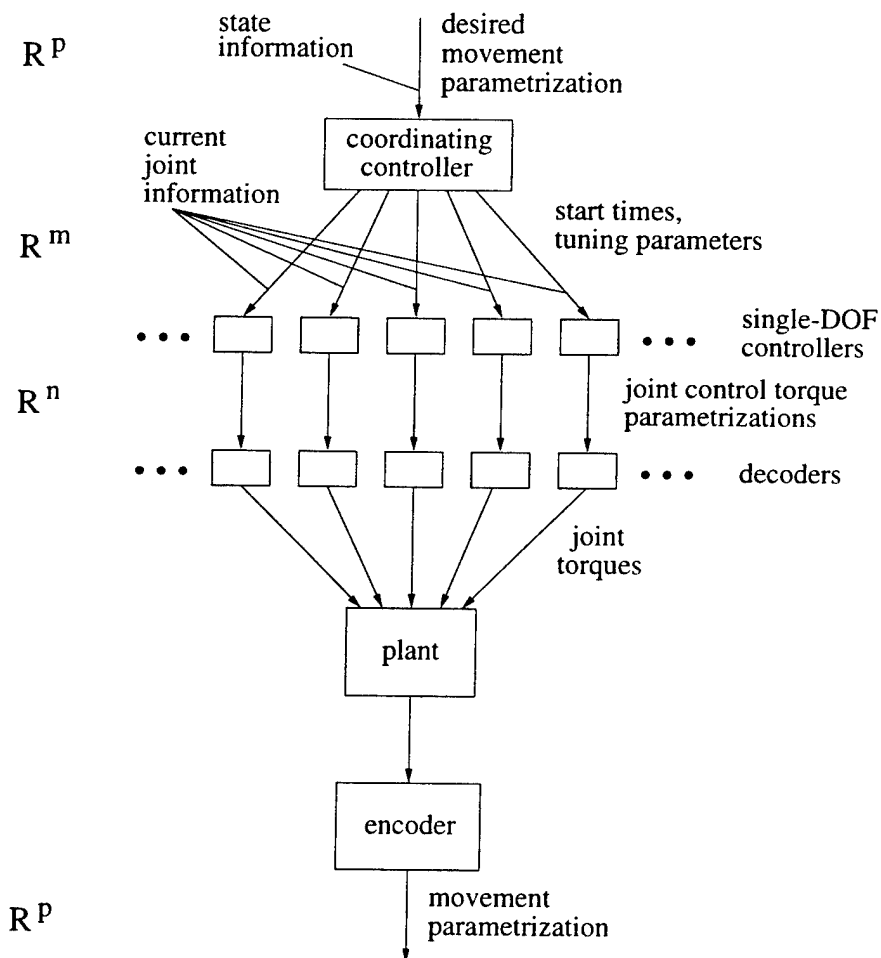 state
information
desired
movement
parametrization
R^p
coordinating
controller
current
joint
information
start times,
tuning parameters
R^m
single-DOF
controllers
R^n
joint control torque
parametrizations
decoders
joint
torques
plant
encoder
movement
parametrization
R^p